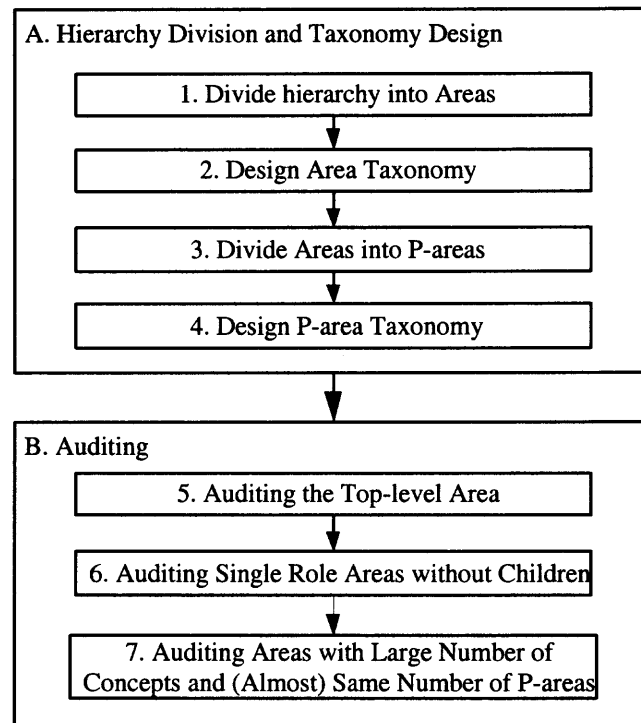 A. Hierarchy Division and Taxonomy Design
1. Divide hierarchy into Areas
2. Design Area Taxonomy
3. Divide Areas into P-areas
4. Design P-area Taxonomy
B. Auditing
5. Auditing the Top-level Area
6. Auditing Single Role Areas without Children
7. Auditing Areas with Large Number of
Concepts and (Almost) Same Number of P-areas